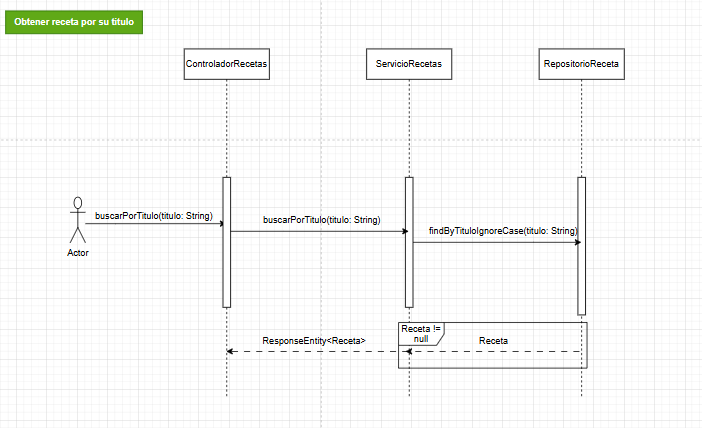 Obtener receta por su titulo
ControladorRecetas
ServicioRecetas
RepositorioReceta
buscarPorTitulo(titulo: String)
buscarPorTitulo(titulo: String)
findByTituloIgnoreCase(titulo: String)
Actor
Receta !=
null
ResponseEntity<Receta>
Receta